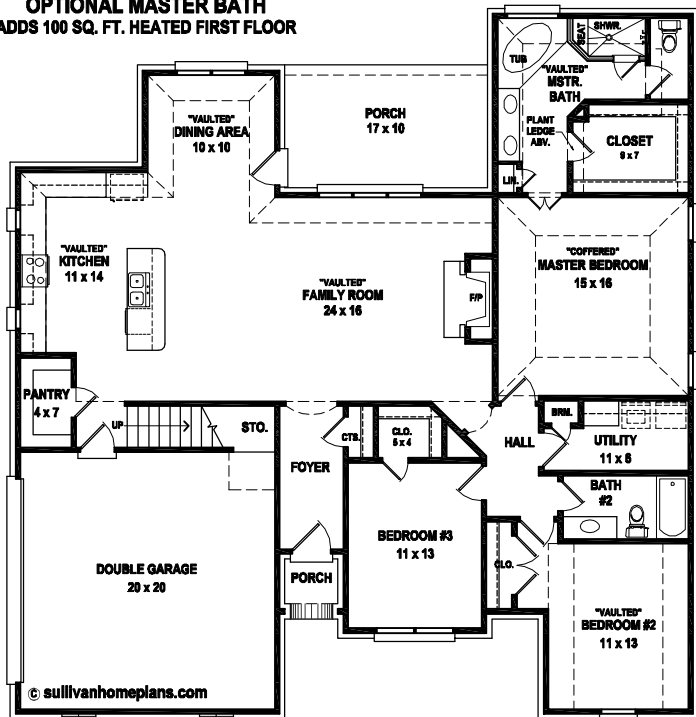 OPTIONAL MASTER BATH
ADDS 100 SQ. FT. HEATED FIRST FLOOR
SEAT
SHWR.
TUB
"VAULTED"
MSTR.
BATH
PLANT
LEDGE
ABV.
CLOSET
9 x 7
LIN.
"VAULTED"
DINING AREA
10 x 10
PORCH
17 x 10
"VAULTED"
KITCHEN
11 x 14
"VAULTED"
FAMILY ROOM
24 x 16
F/P
"COFFERED"
MASTER BEDROOM
15 x 16
PANTRY
4 x 7
UP
STO.
FOYER
CTS.
CLO.
5 x 4
HALL
BRM.
UTILITY
11 x 6
BATH
#2
BEDROOM #3
11 x 13
CLO.
DOUBLE GARAGE
20 x 20
PORCH
"VAULTED"
BEDROOM #2
11 x 13
© sullivanhomeplans.com